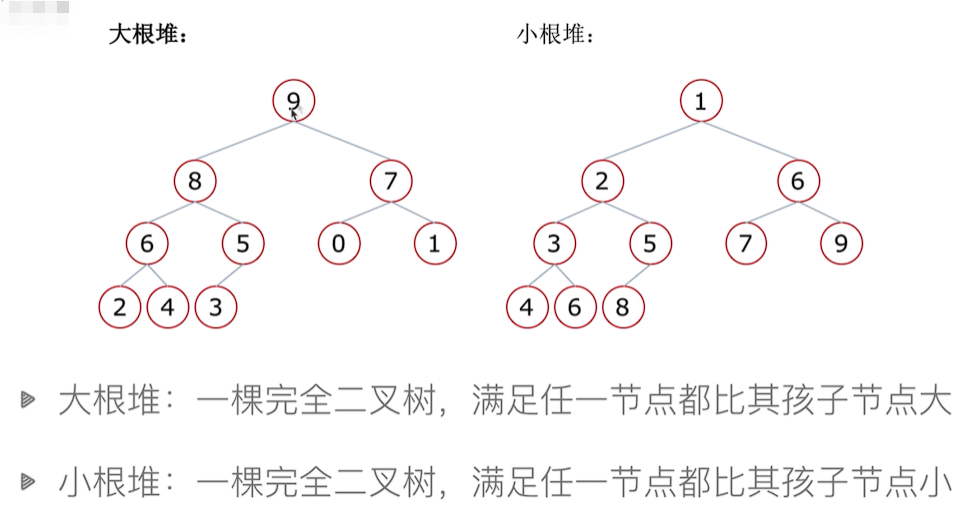 大根堆： 小根堆：
9 1
8 7 2 6
6 5 0 1 3 5 7 9
2 4 3 4 6 8
大根堆：一棵完全二叉树，满足任一节点都比其孩子节点大
小根堆：一棵完全二叉树，满足任一节点都比其孩子节点小